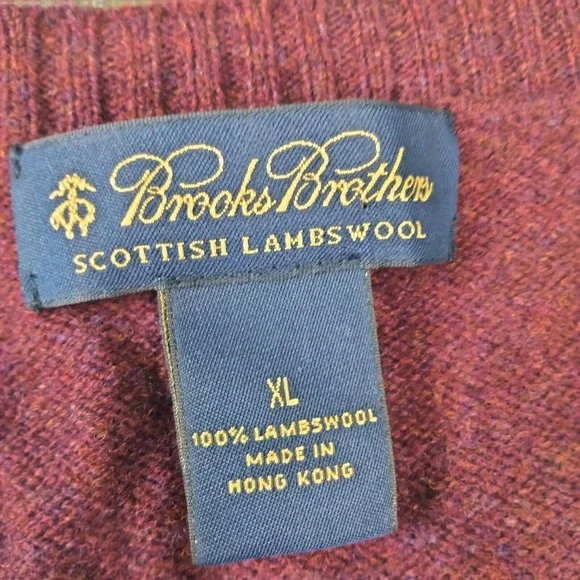 Brooks Brothers
SCOTTISH LAMBSWOOL
XL
100% LAMBSWOOL
MADE IN
HONG KONG